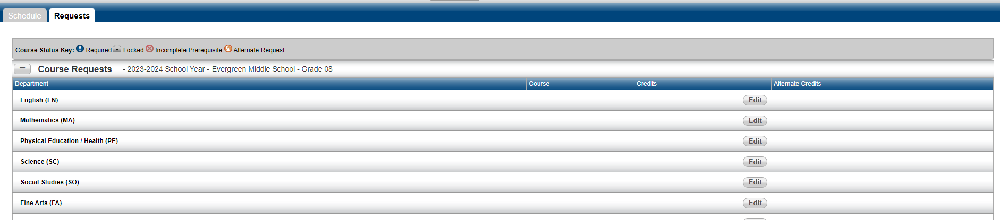 Schedule Requests
Course Status Key: Required Locked Incomplete Prerequisite Alternate Request
Course Requests - 2023-2024 School Year - Evergreen Middle School - Grade 08
Department Course Credits Alternate Credits
English (EN) Edit
Mathematics (MA) Edit
Physical Education / Health (PE) Edit
Science (SC) Edit
Social Studies (SO) Edit
Fine Arts (FA) Edit